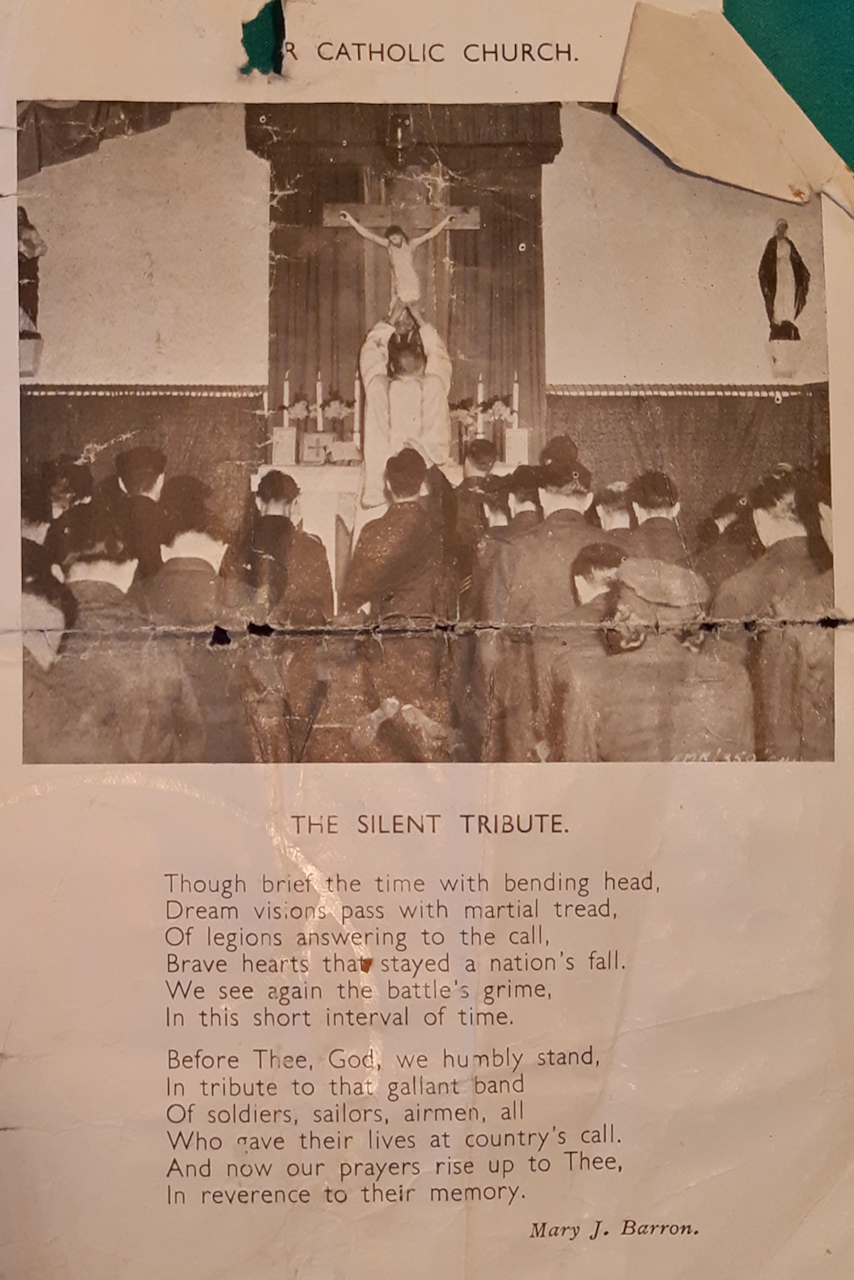 R CATHOLIC CHURCH.
THE SILENT TRIBUTE.
Though brief the time with bending head,
Dream visions pass with martial tread,
Of legions answering to the call,
Brave hearts that stayed a nation's fall.
We see again the battle's grime,
In this short interval of time.
Before Thee, God, we humbly stand,
In tribute to that gallant band
Of soldiers, sailors, airmen, all
Who gave their lives at country's call.
And now our prayers rise up to Thee,
In reverence to their memory.
Mary J. Barron.